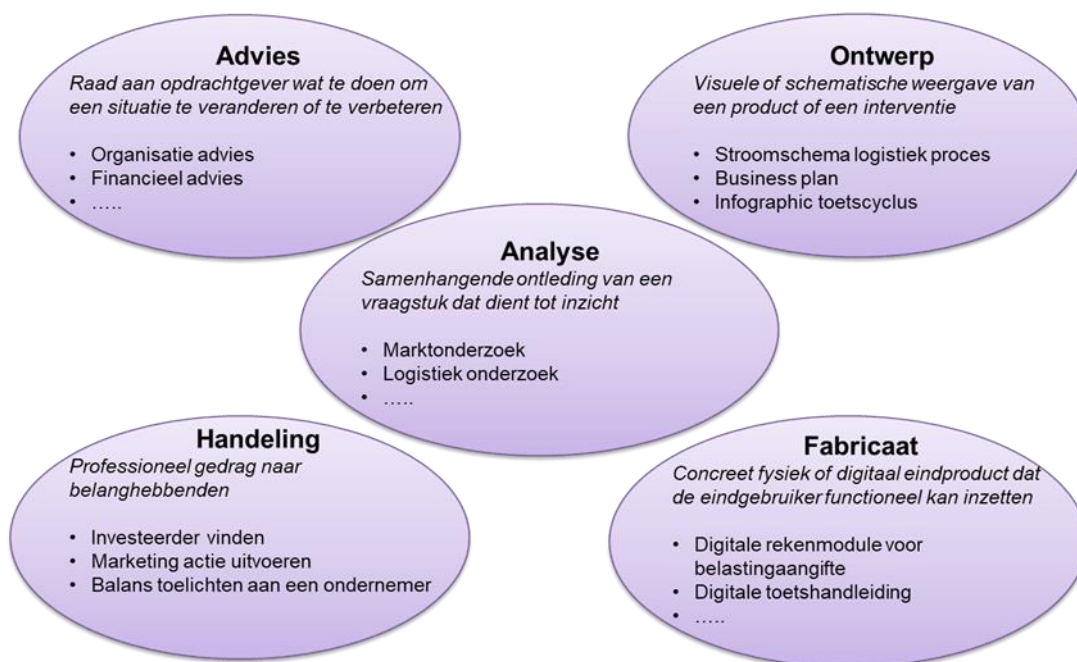 Advies
Raad aan opdrachtgever wat te doen om
een situatie te veranderen of te verbeteren
• Organisatie advies
• Financieel advies
• …..
Ontwerp
Visuele of schematische weergave van
een product of een interventie
• Stroomschema logistiek proces
• Business plan
• Infographic toetscyclus
Analyse
Samenhangende ontleding van een
vraagstuk dat dient tot inzicht
• Marktonderzoek
• Logistiek onderzoek
• …..
Handeling
Professioneel gedrag naar
belanghebbenden
• Investeerder vinden
• Marketing actie uitvoeren
• Balans toelichten aan een ondernemer
Fabricaat
Concreet fysiek of digitaal eindproduct dat
de eindgebruiker functioneel kan inzetten
• Digitale rekenmodule voor
belastingaangifte
• Digitale toetshandleiding
• …..